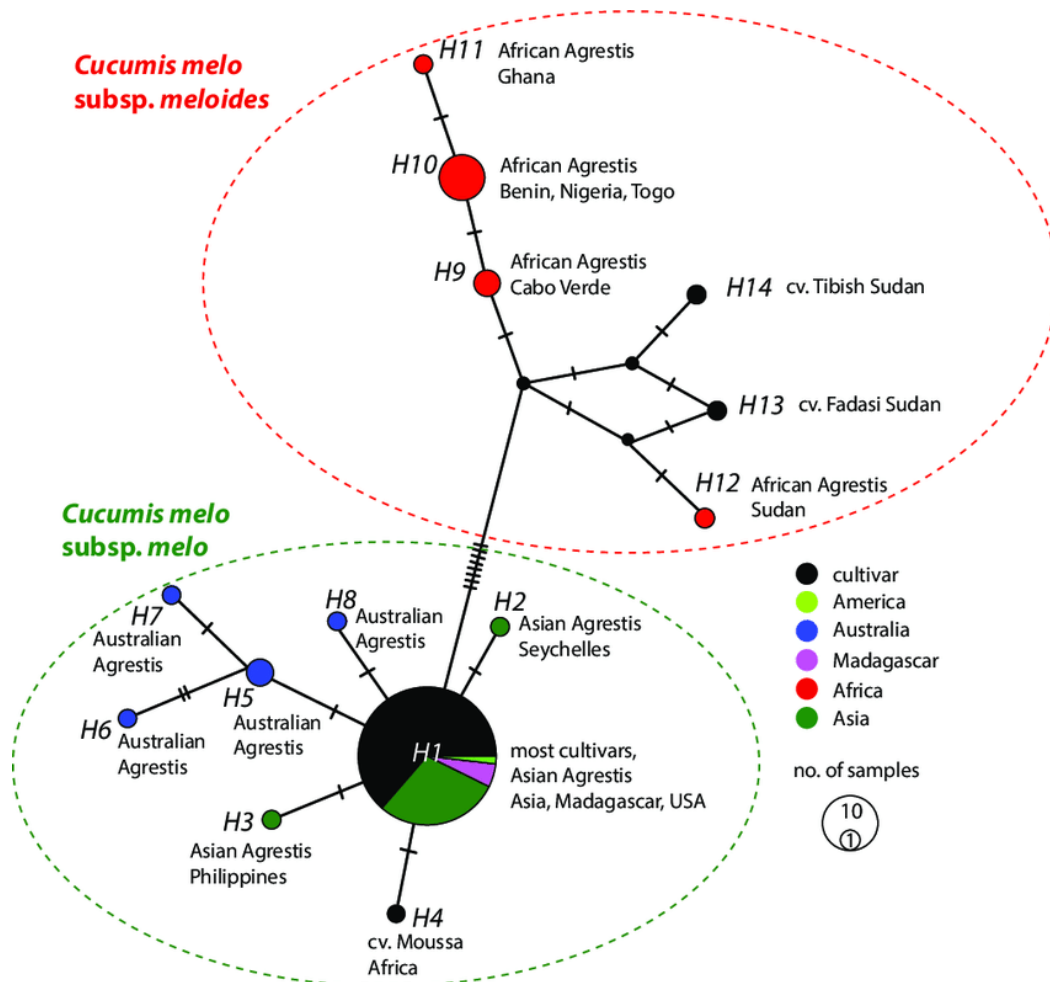 Cucumis melo
subsp. meloides
H11 African Agrestis
Ghana
H10 African Agrestis
Benin, Nigeria, Togo
H9 African Agrestis
Cabo Verde
H14 cv. Tibish Sudan
H13 cv. Fadasi Sudan
H12 African Agrestis
Sudan
Cucumis melo
subsp. melo
H7
Australian
Agrestis
H8 Australian
Agrestis
H2
Asian Agrestis
Seychelles
H6 Australian
Agrestis
H5
Australian
Agrestis
H1
most cultivars,
Asian Agrestis
Asia, Madagascar, USA
H3
Asian Agrestis
Philippines
H4
cv. Moussa
Africa
cultivar
America
Australia
Madagascar
Africa
Asia
no. of samples
10
1